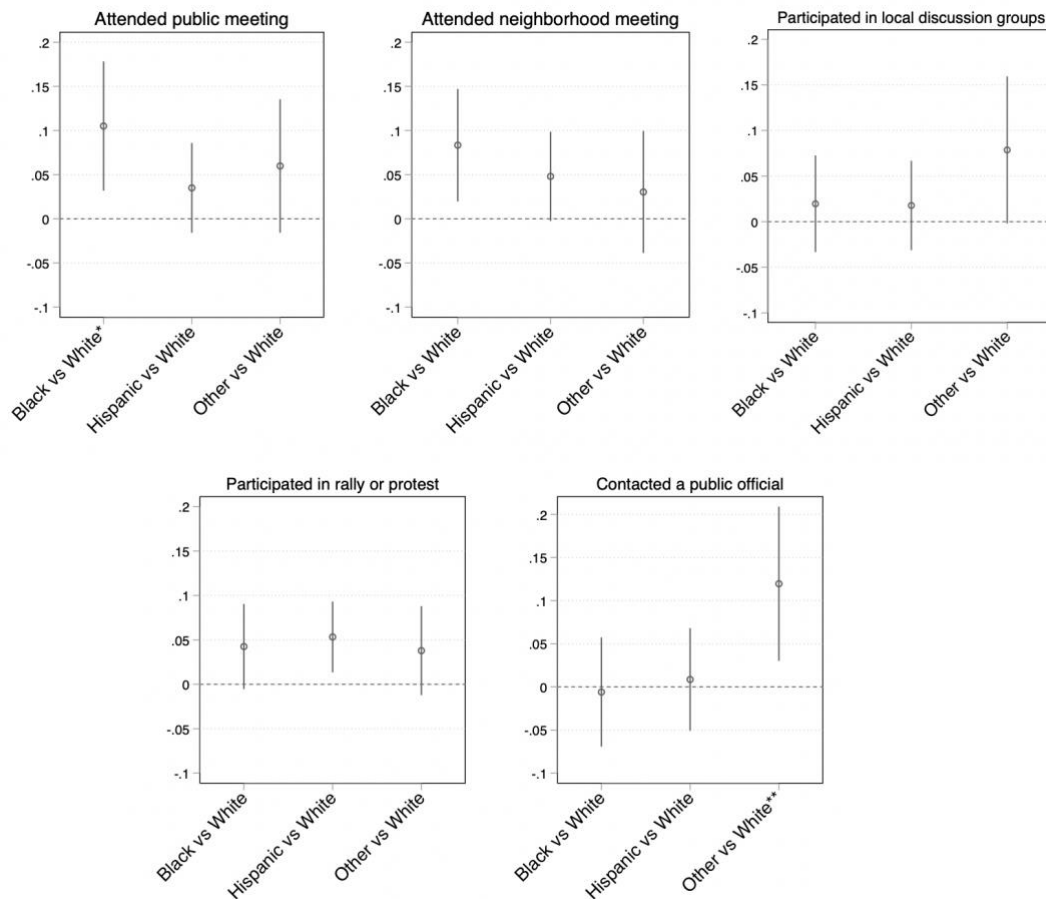 Attended public meeting
.2
.15
.1
.05
0
-.05
-.1
Black vs White*
Hispanic vs White
Other vs White
Attended neighborhood meeting
.2
.15
.1
.05
0
-.05
-.1
Black vs White
Hispanic vs White
Other vs White
Participated in local discussion groups
.2
.15
.1
.05
0
-.05
-.1
Black vs White
Hispanic vs White
Other vs White
Participated in rally or protest
.2
.15
.1
.05
0
-.05
-.1
Black vs White
Hispanic vs White
Other vs White
Contacted a public official
.2
.15
.1
.05
0
-.05
-.1
Black vs White
Hispanic vs White
Other vs White**